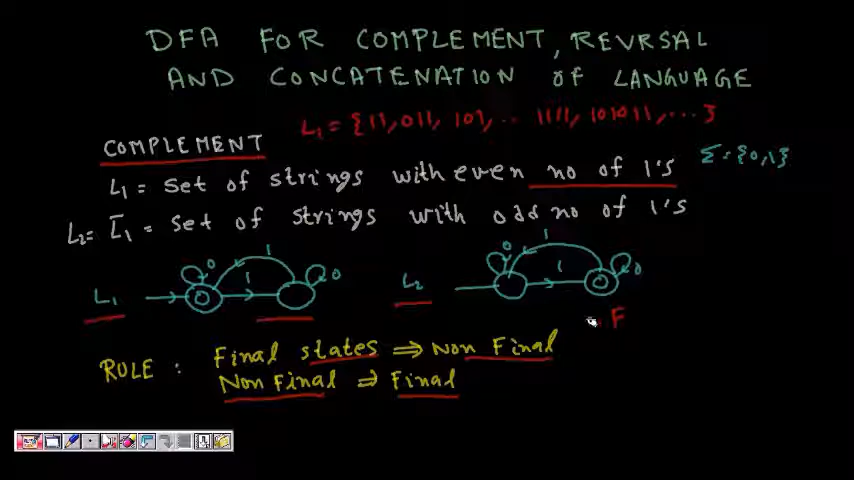 DFA FOR COMPLEMENT, REVRSAL
AND CONCATENATION OF LANGUAGE
L₁ = {11, 011, 101, .. 1111, 101011, ...}
COMPLEMENT
Σ = {0,1}
L₁ = Set of strings with even no of 1's
L₂ = L̅₁ = Set of strings with odd no of 1's
0 1 0 1
L₁
0 1 0 1
L₂
F
RULE : Final states ⇒ Non Final
Non Final ⇒ Final